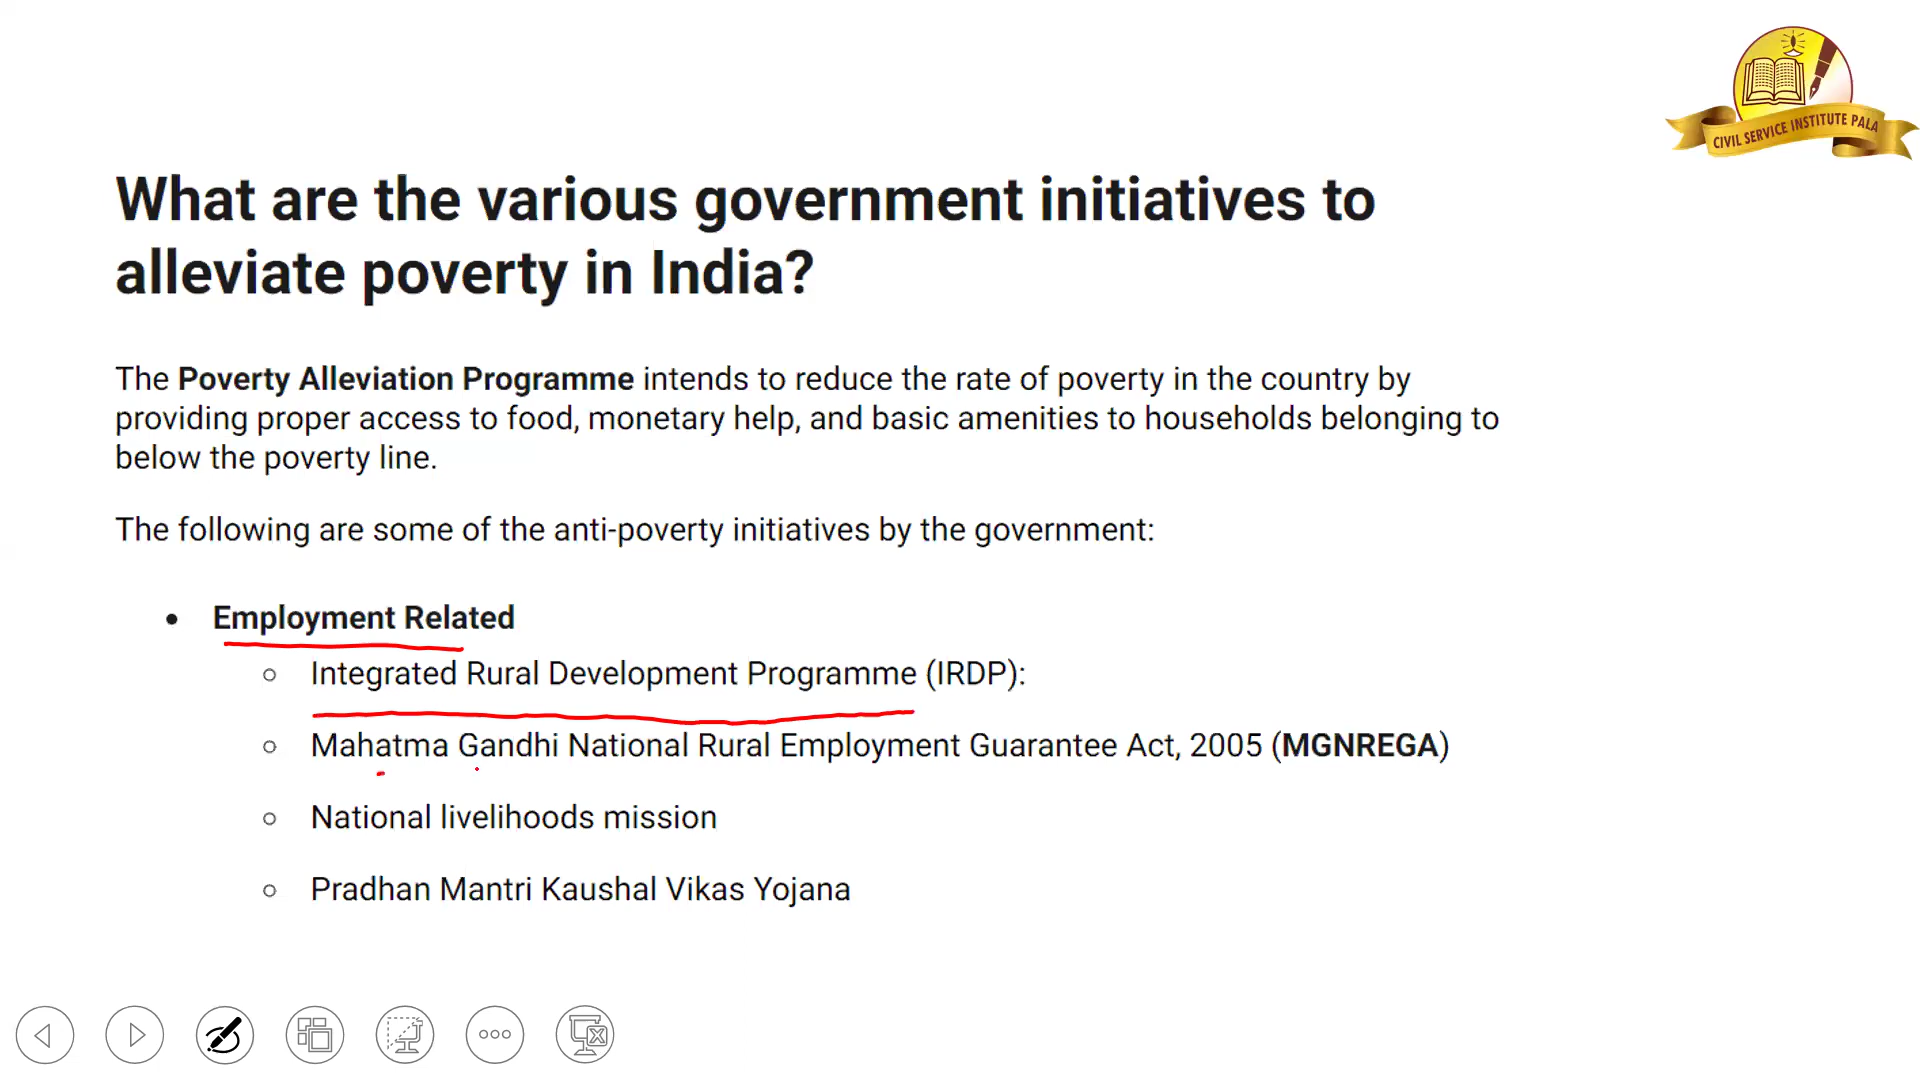 CIVIL SERVICE INSTITUTE PALA
What are the various government initiatives to
alleviate poverty in India?
The Poverty Alleviation Programme intends to reduce the rate of poverty in the country by
providing proper access to food, monetary help, and basic amenities to households belonging to
below the poverty line.
The following are some of the anti-poverty initiatives by the government:
• Employment Related
○ Integrated Rural Development Programme (IRDP):
○ Mahatma Gandhi National Rural Employment Guarantee Act, 2005 (MGNREGA)
○ National livelihoods mission
○ Pradhan Mantri Kaushal Vikas Yojana